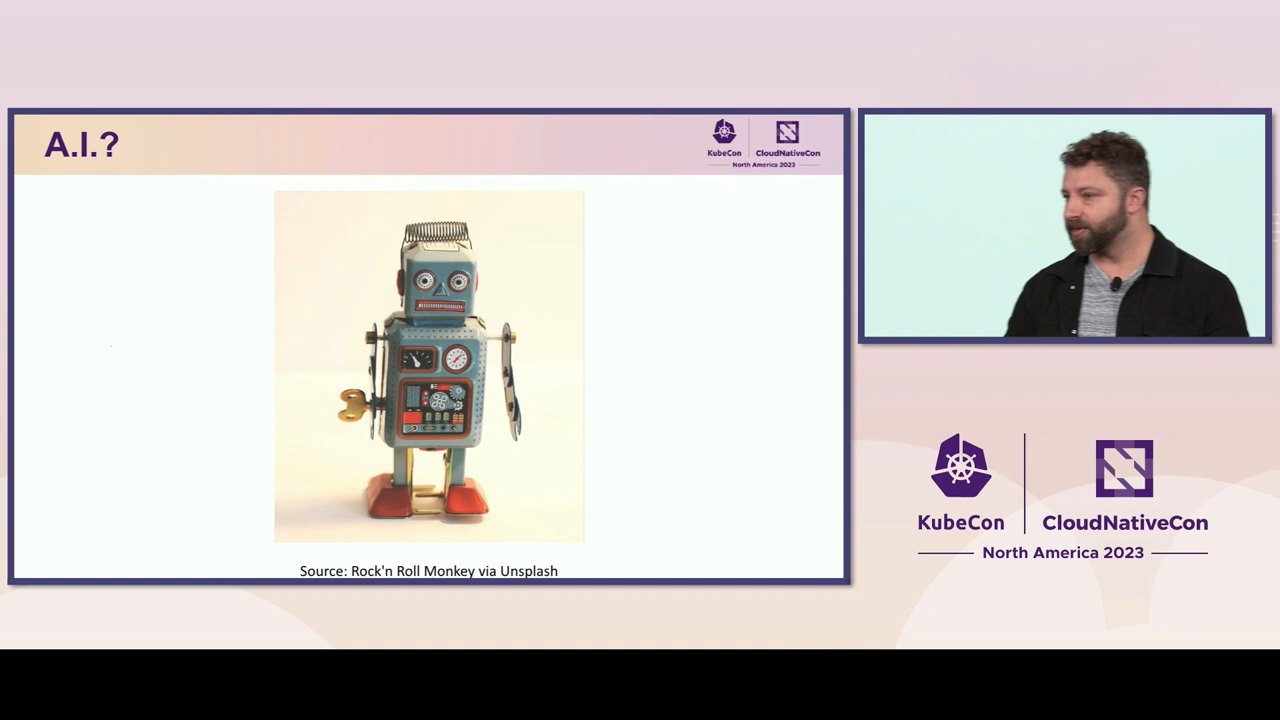 A.I.?
KubeCon
CloudNativeCon
North America 2023
Source: Rock'n Roll Monkey via Unsplash
KubeCon
CloudNativeCon
North America 2023